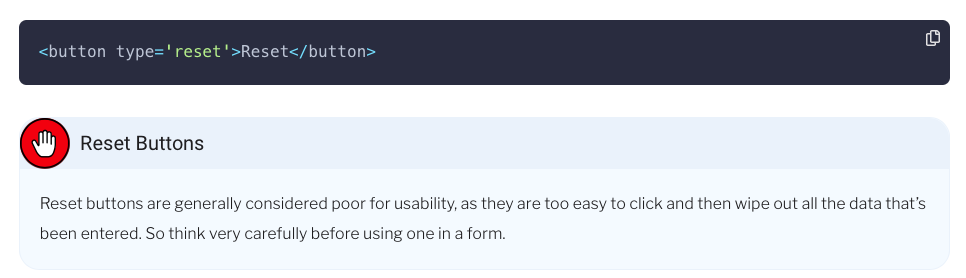 <button type='reset'>Reset</button>
Reset Buttons
Reset buttons are generally considered poor for usability, as they are too easy to click and then wipe out all the data that’s
been entered. So think very carefully before using one in a form.